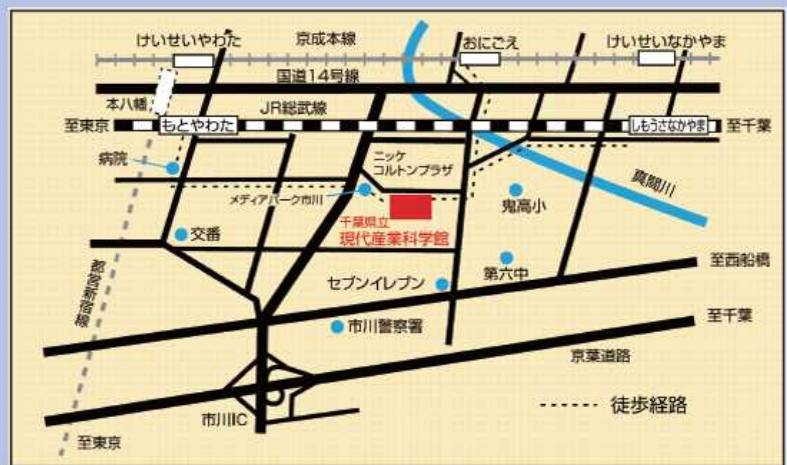 けいせいやわた
京成本線
おにごえ
けいせいなかやま
国道14号線
本八幡
JR総武線
至東京
もとやわた
しもうさなかやま
至千葉
病院
ニッケ
コルトンプラザ
メディアパーク市川
千葉県立
現代産業科学館
鬼高小
真間川
交番
都営新宿線
セブンイレブン
第六中
至西船橋
市川警察署
至千葉
京葉道路
市川IC
徒歩経路
至東京